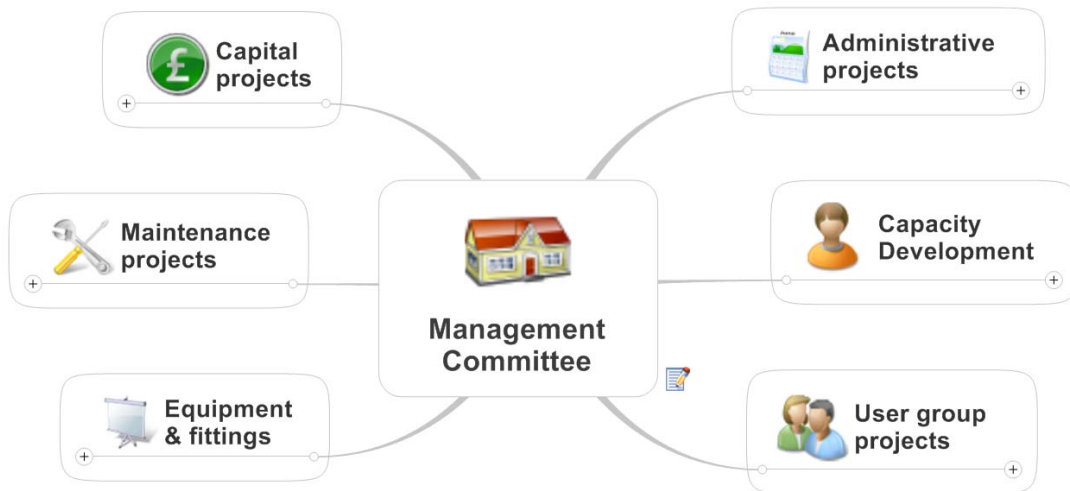 Capital
projects
Administrative
projects
Maintenance
projects
Capacity
Development
Management
Committee
Equipment
& fittings
User group
projects